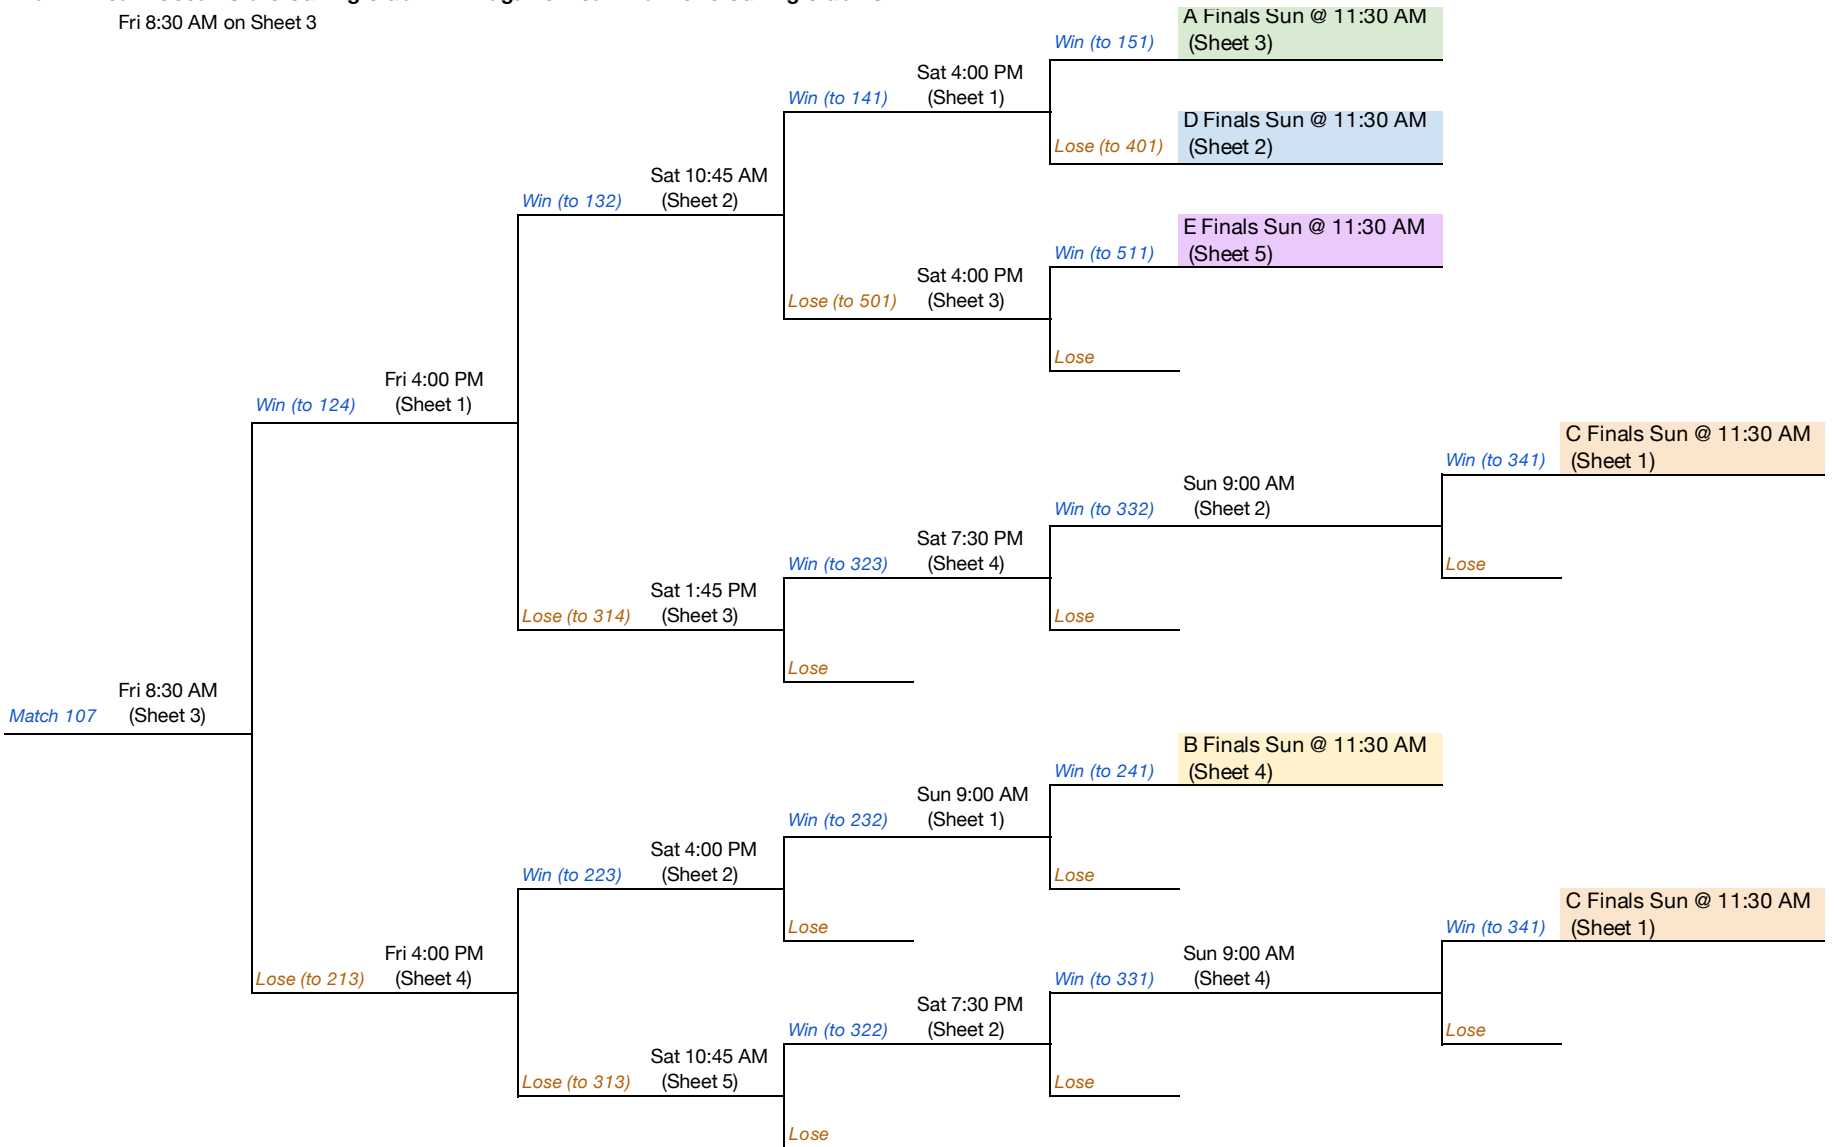 Fri 8:30 AM on Sheet 3
A Finals Sun @ 11:30 AM
Win (to 151)
(Sheet 3)
Sat 4:00 PM
Win (to 141)
(Sheet 1)
D Finals Sun @ 11:30 AM
Lose (to 401)
(Sheet 2)
Sat 10:45 AM
Win (to 132)
(Sheet 2)
E Finals Sun @ 11:30 AM
Win (to 511)
(Sheet 5)
Sat 4:00 PM
Lose (to 501)
(Sheet 3)
Lose
Fri 4:00 PM
Win (to 124)
(Sheet 1)
C Finals Sun @ 11:30 AM
Win (to 341)
(Sheet 1)
Sun 9:00 AM
Win (to 332)
(Sheet 2)
Sat 7:30 PM
Win (to 323)
(Sheet 4)
Lose
Sat 1:45 PM
Lose (to 314)
(Sheet 3)
Lose
Lose
Fri 8:30 AM
Match 107
(Sheet 3)
B Finals Sun @ 11:30 AM
Win (to 241)
(Sheet 4)
Sun 9:00 AM
Win (to 232)
(Sheet 1)
Sat 4:00 PM
Win (to 223)
(Sheet 2)
Lose
C Finals Sun @ 11:30 AM
Win (to 341)
(Sheet 1)
Lose
Fri 4:00 PM
Lose (to 213)
(Sheet 4)
Sun 9:00 AM
Win (to 331)
(Sheet 4)
Sat 7:30 PM
Win (to 322)
(Sheet 2)
Lose
Sat 10:45 AM
Lose (to 313)
(Sheet 5)
Lose
Lose